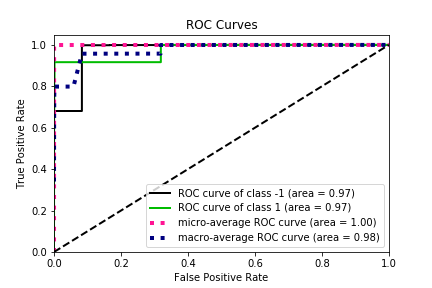 ROC Curves
True Positive Rate
1.0
0.8
0.6
0.4
0.2
0.0
ROC curve of class -1 (area = 0.97)
ROC curve of class 1 (area = 0.97)
micro-average ROC curve (area = 1.00)
macro-average ROC curve (area = 0.98)
0.0 0.2 0.4 0.6 0.8 1.0
False Positive Rate